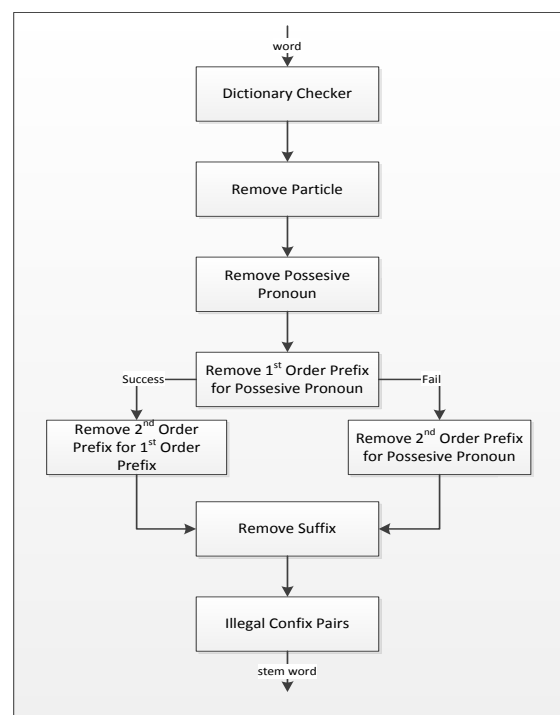 word
Dictionary Checker
Remove Particle
Remove Possesive
Pronoun
Remove 1st Order Prefix
for Possesive Pronoun
Success
Fail
Remove 2nd Order
Prefix for 1st Order
Prefix
Remove 2nd Order Prefix
for Possesive Pronoun
Remove Suffix
Illegal Confix Pairs
stem word